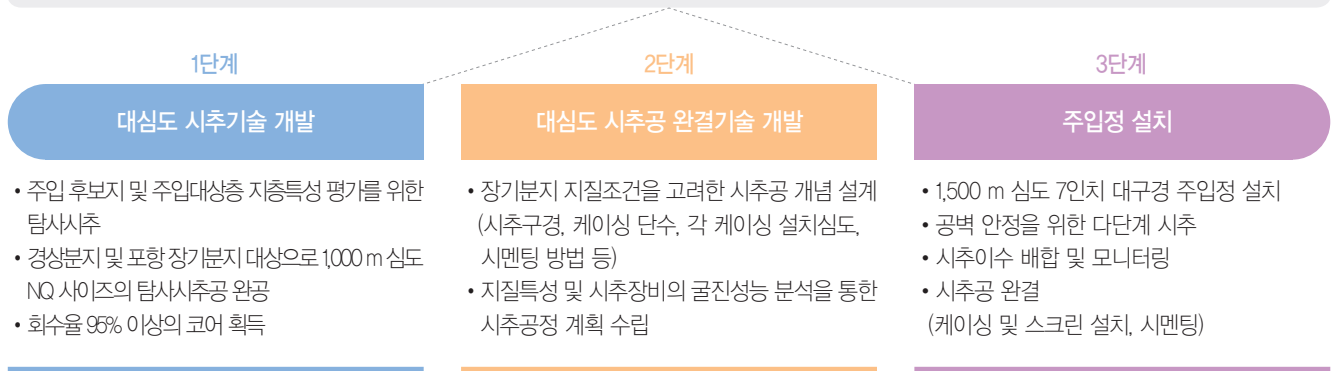 1단계
대심도 시추기술 개발
• 주입 후보지 및 주입대상층 지층특성 평가를 위한
탐사시추
• 경상분지 및 포항 장기분지 대상으로 1,000 m 심도
NQ 사이즈의 탐사시추공 완공
• 회수율 95% 이상의 코어 획득
2단계
대심도 시추공 완결기술 개발
• 장기분지 지질조건을 고려한 시추공 개념 설계
(시추구경, 케이싱 단수, 각 케이싱 설치심도,
시멘팅 방법 등)
• 지질특성 및 시추장비의 굴진성능 분석을 통한
시추공정 계획 수립
3단계
주입정 설치
• 1,500 m 심도 7인치 대구경 주입정 설치
• 공벽 안정을 위한 다단계 시추
• 시추이수 배합 및 모니터링
• 시추공 완결
(케이싱 및 스크린 설치, 시멘팅)